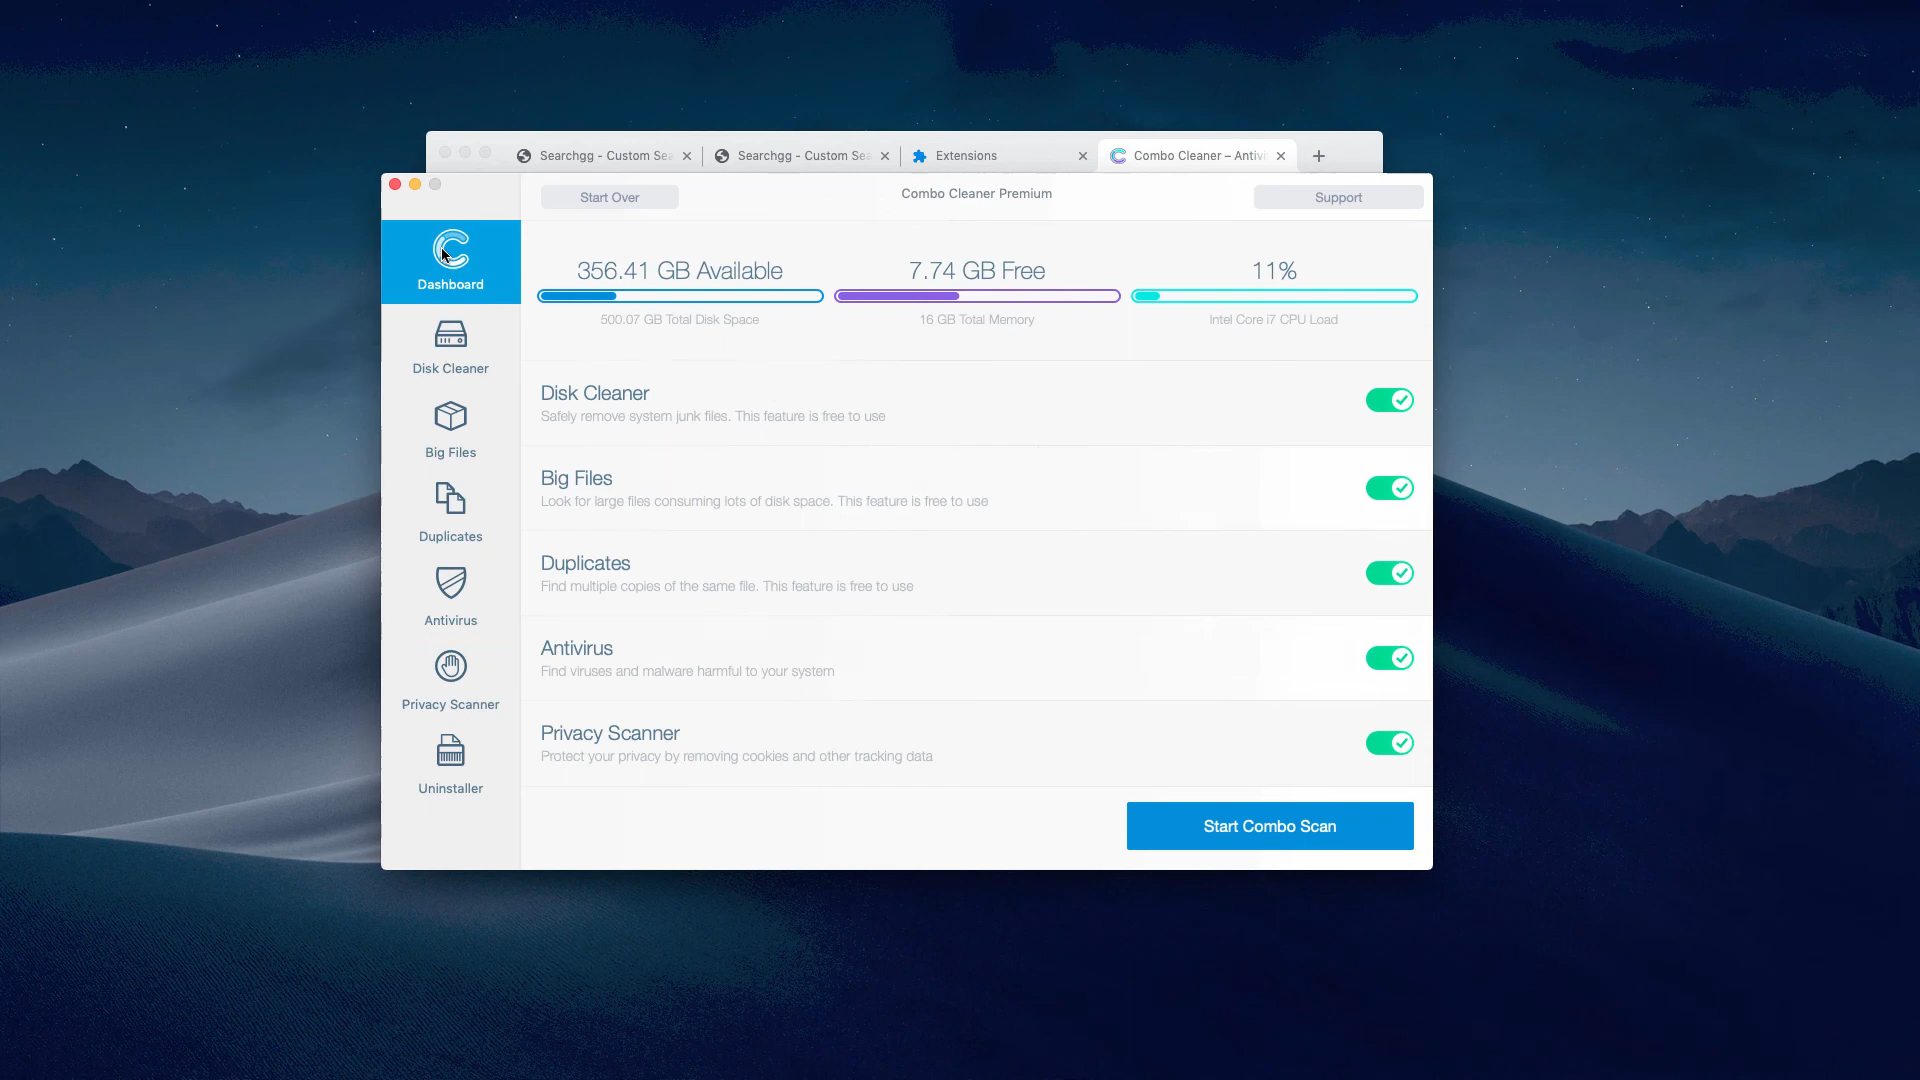 Searchgg - Custom Sea
Searchgg - Custom Sea
Extensions
Combo Cleaner – Antivi
Start Over
Combo Cleaner Premium
Support
Dashboard
Disk Cleaner
Big Files
Duplicates
Antivirus
Privacy Scanner
Uninstaller
356.41 GB Available
500.07 GB Total Disk Space
7.74 GB Free
16 GB Total Memory
11%
Intel Core i7 CPU Load
Disk Cleaner
Safely remove system junk files. This feature is free to use
Big Files
Look for large files consuming lots of disk space. This feature is free to use
Duplicates
Find multiple copies of the same file. This feature is free to use
Antivirus
Find viruses and malware harmful to your system
Privacy Scanner
Protect your privacy by removing cookies and other tracking data
Start Combo Scan